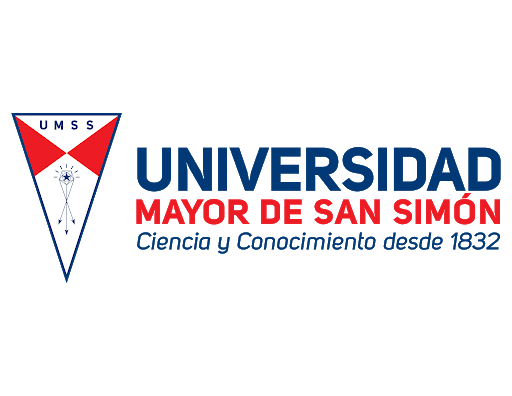 UMSS
UNIVERSIDAD
MAYOR DE SAN SIMÓN
Ciencia y Conocimiento desde 1832